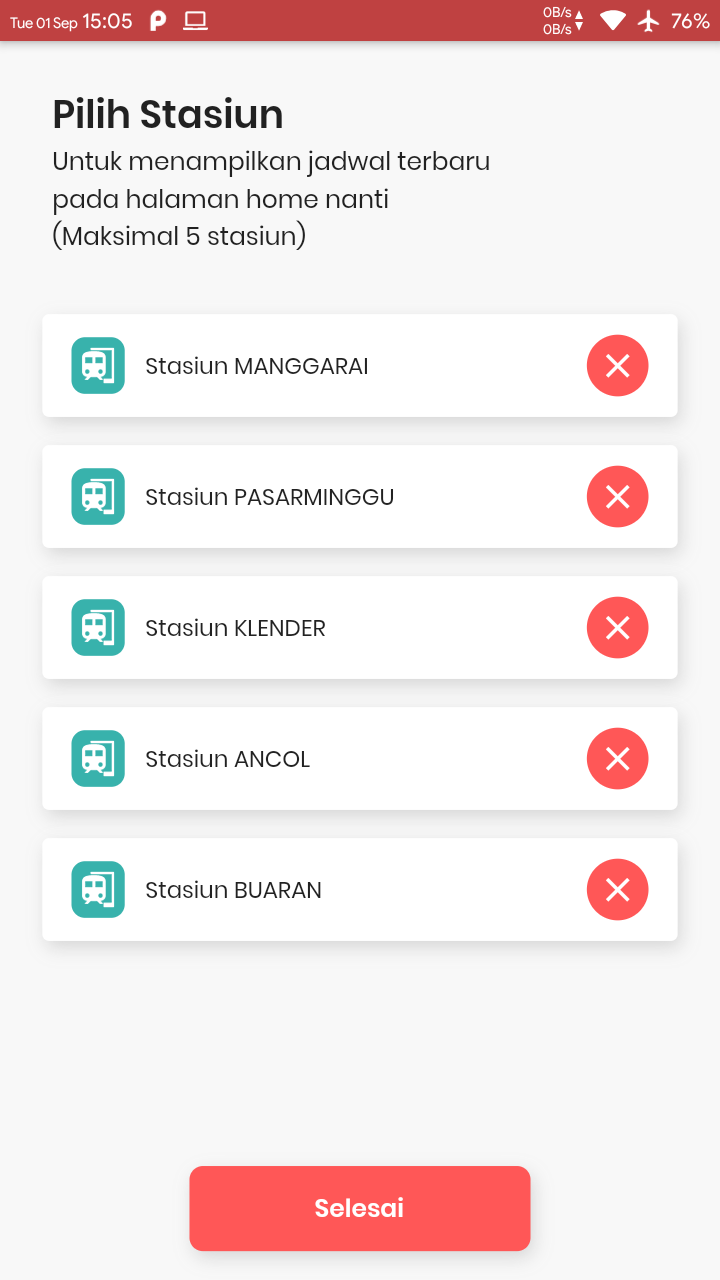 Tue 01 Sep 15:05
0B/s
0B/s
76%
Pilih Stasiun
Untuk menampilkan jadwal terbaru
pada halaman home nanti
(Maksimal 5 stasiun)
Stasiun MANGGARAI
Stasiun PASARMINGGU
Stasiun KLENDER
Stasiun ANCOL
Stasiun BUARAN
Selesai